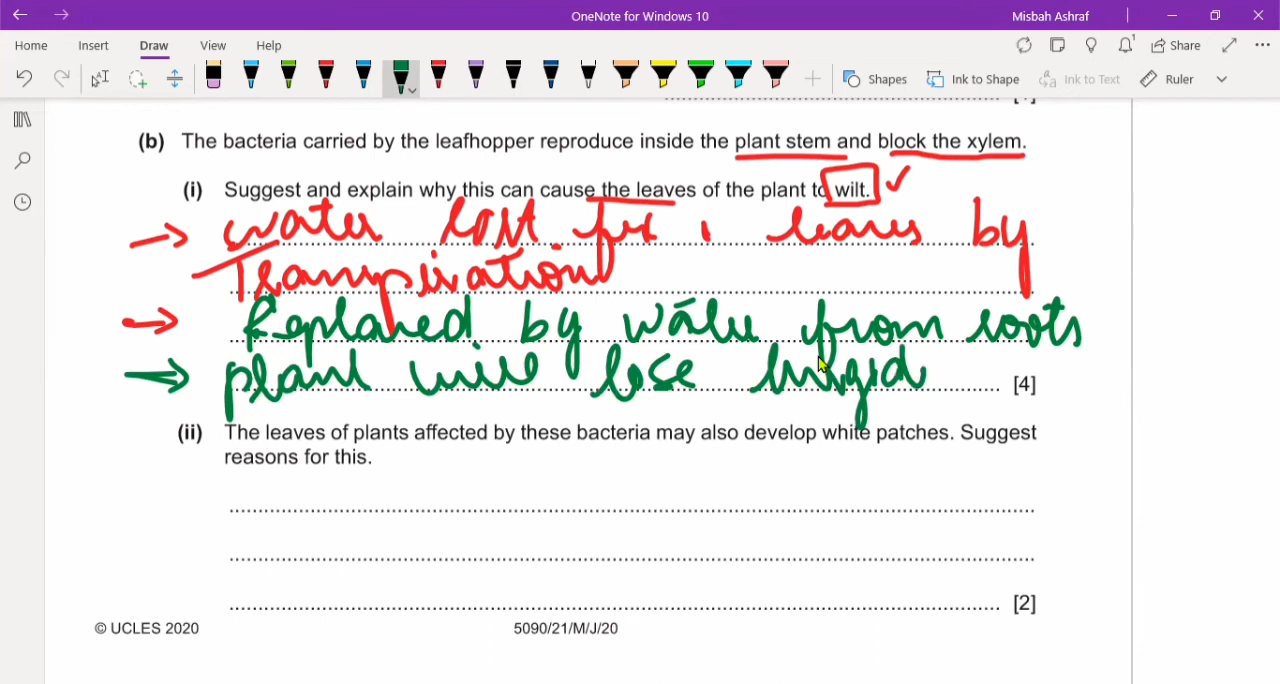 OneNote for Windows 10
Misbah Ashraf
Home Insert Draw View Help
1 Share
Shapes Ink to Shape Ink to Text Ruler
(b) The bacteria carried by the leafhopper reproduce inside the plant stem and block the xylem.
(i) Suggest and explain why this can cause the leaves of the plant to wilt.
water lost leaves by
Transpiration
Replaced by water from roots
plant will lose turgid
[4]
(ii) The leaves of plants affected by these bacteria may also develop white patches. Suggest
reasons for this.
[2]
© UCLES 2020 5090/21/M/J/20